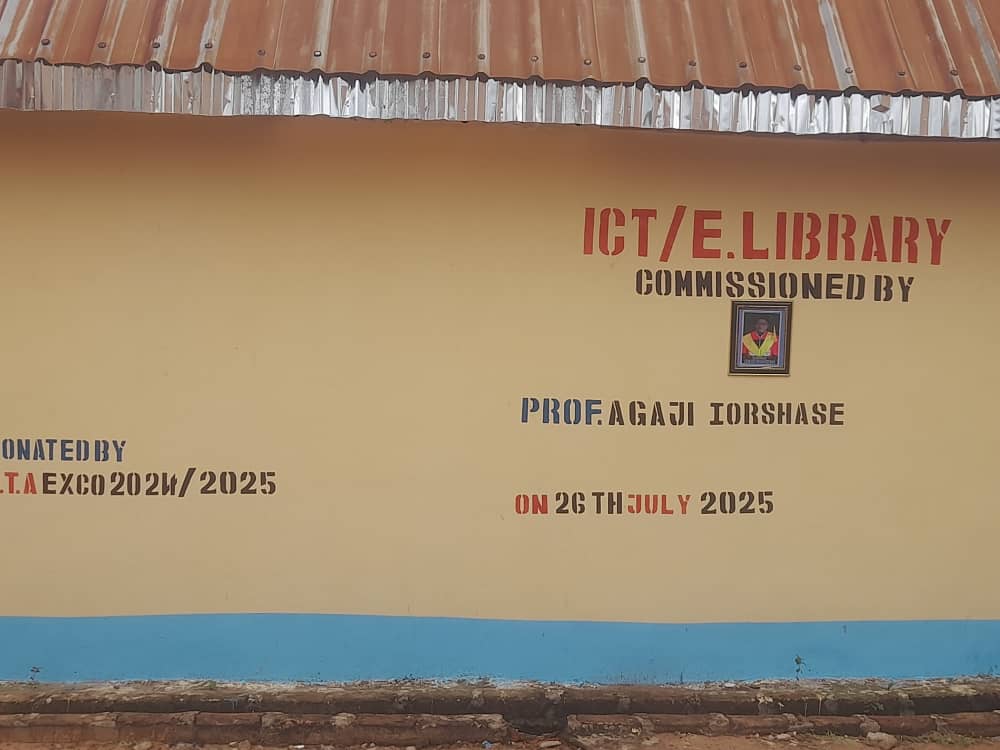 ICT/E.LIBRARY
COMMISSIONED BY
PROF. AGAJI IORSHASE
ON 26 TH JULY 2025
ONATED BY
.T.A EXCO 2024/2025